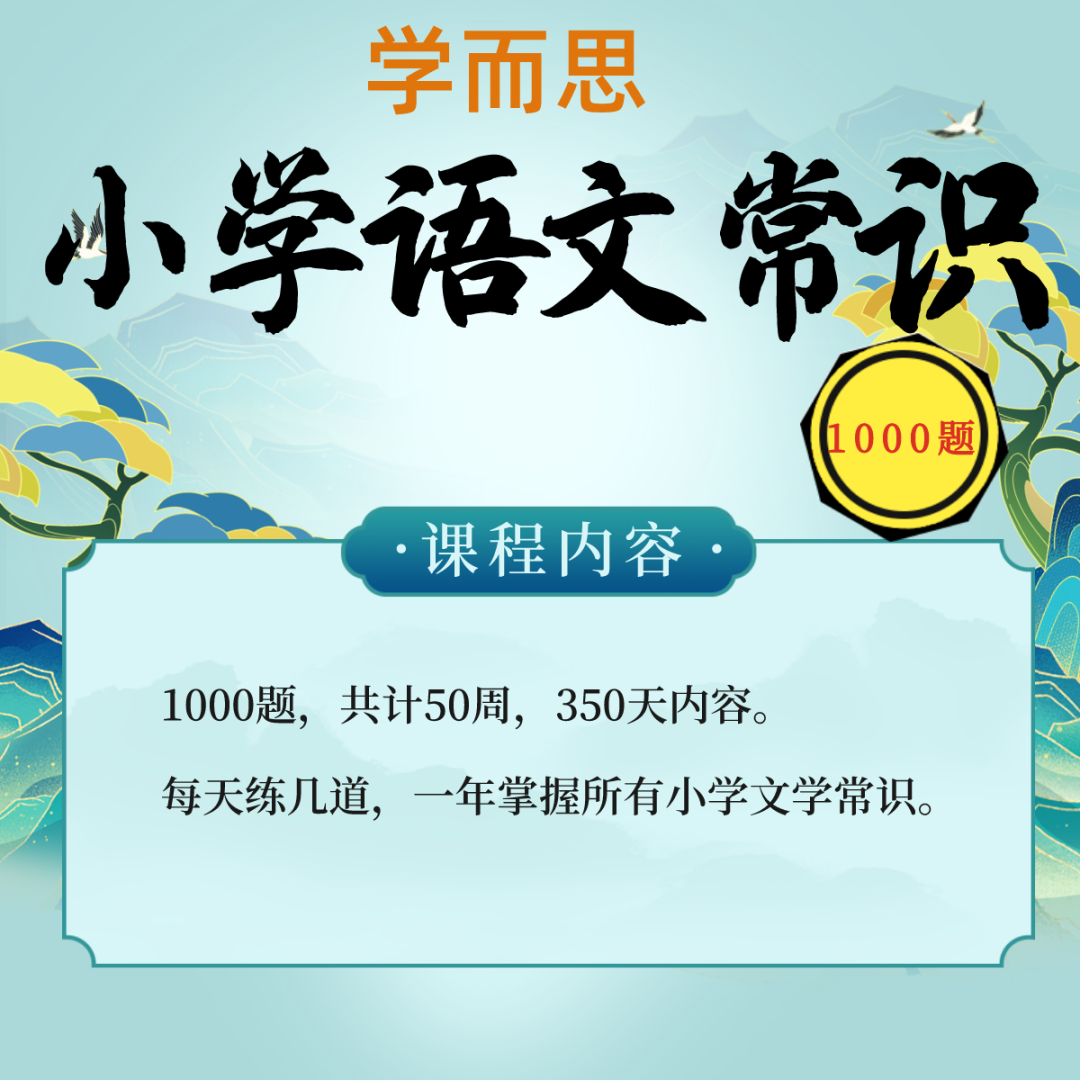 学而思
小学语文常识
1000题
·课程内容·
1000题，共计50周，350天内容。
每天练几道，一年掌握所有小学文学常识。